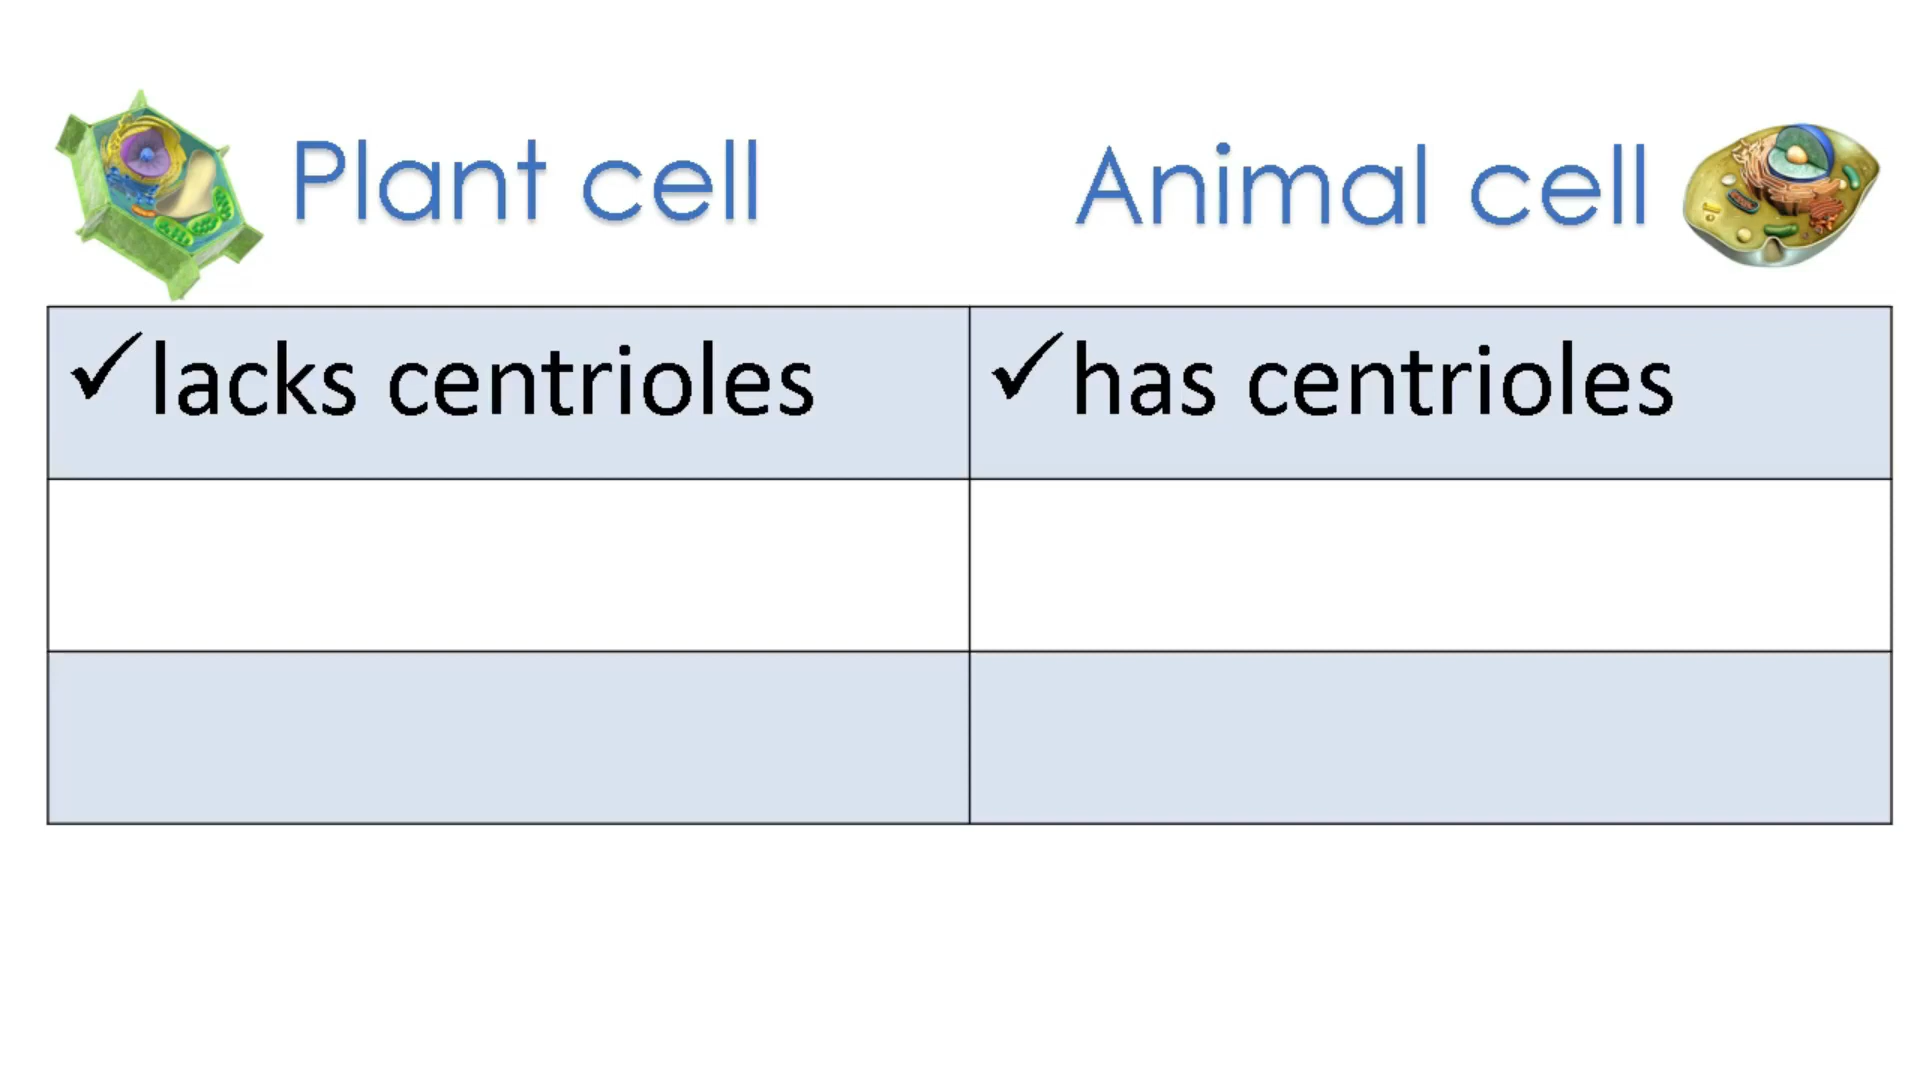 Plant cell
Animal cell
✓lacks centrioles
✓has centrioles